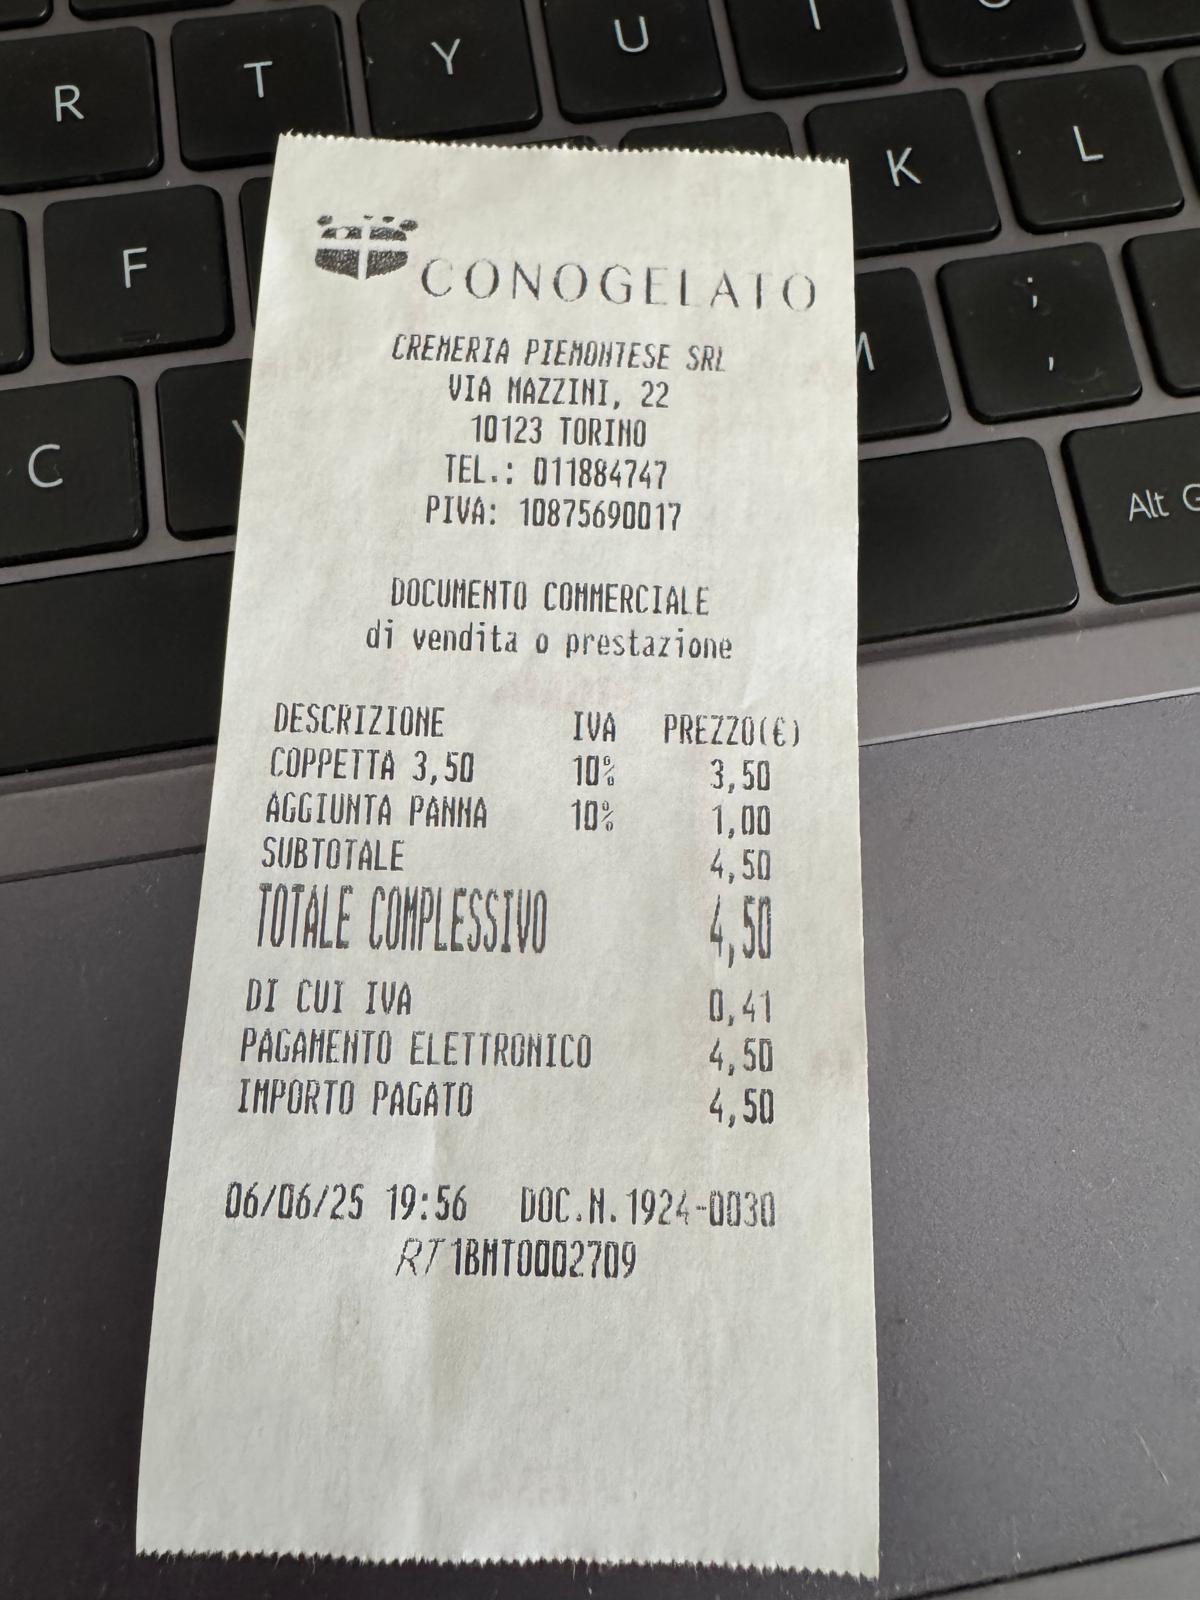 R T Y U I
F K L
C ; ,
Alt
CONOGELATO
CREMERIA PIEMONTESE SRL
VIA MAZZINI, 22
10123 TORINO
TEL.: 011884747
PIVA: 10875690017
DOCUMENTO COMMERCIALE
di vendita o prestazione
DESCRIZIONE IVA PREZZO(€)
COPPETTA 3,50 10% 3,50
AGGIUNTA PANNA 10% 1,00
SUBTOTALE 4,50
TOTALE COMPLESSIVO 4,50
DI CUI IVA 0,41
PAGAMENTO ELETTRONICO 4,50
IMPORTO PAGATO 4,50
06/06/25 19:56 DOC.N.1924-0030
RT 1BMT0002709